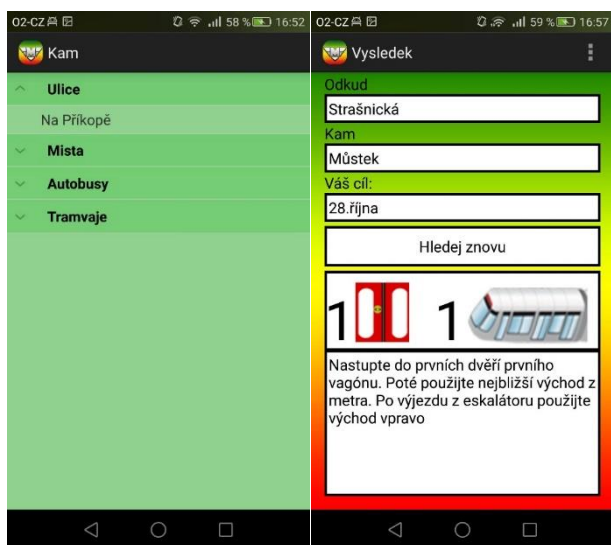 O2-CZ 58 % 16:52
Kam
Ulice
Na Příkopě
Mista
Autobusy
Tramvaje
O2-CZ 59 % 16:57
Vysledek
Odkud
Strašnická
Kam
Můstek
Váš cíl:
28.října
Hledej znovu
1 1
Nastupte do prvních dvěří prvního
vagónu. Poté použijte nejbližší východ z
metra. Po výjezdu z eskalátoru použijte
východ vpravo